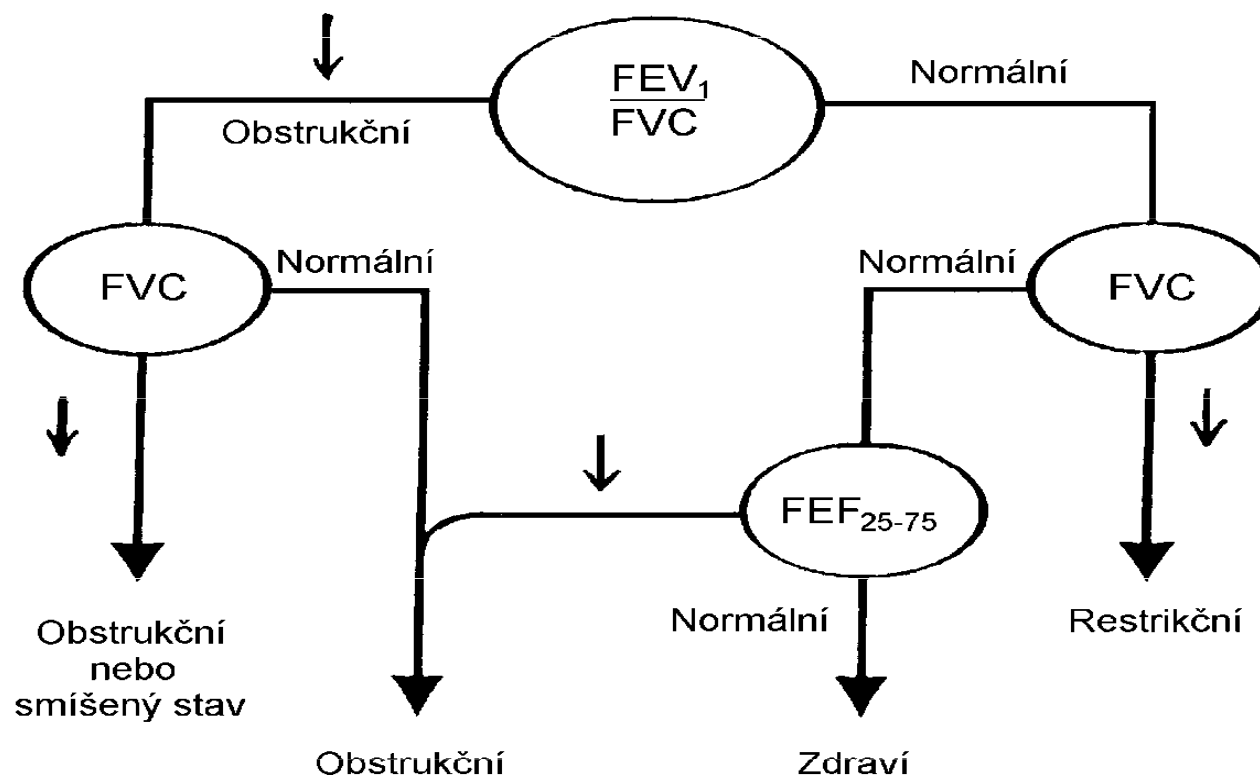 FEV₁
FVC
Normální
Obstrukční
FVC
Normální
Normální
FVC
FEF₂₅₋₇₅
Normální
Restrikční
Obstrukční
nebo
smíšený stav
Obstrukční
Zdraví